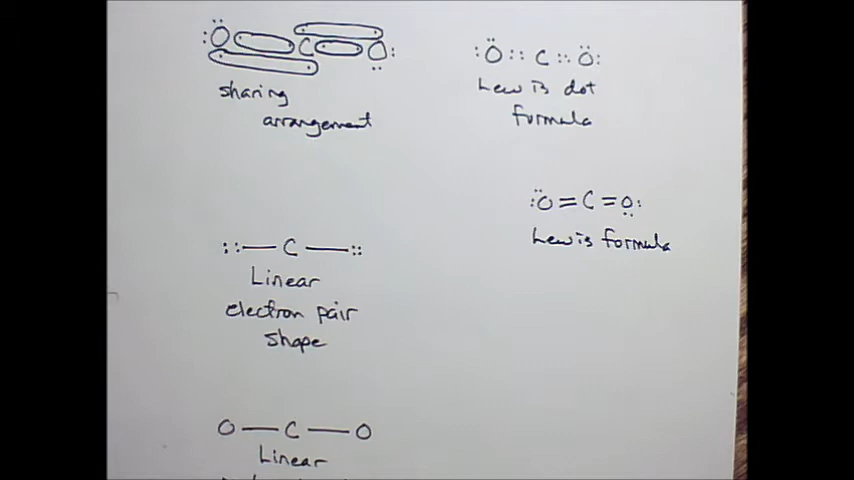 :Ö C O:
sharing
arrangement
:Ö :: C :: Ö:
Lewis dot
formula
:Ö = C = O:
Lewis formula
:: — C — ::
Linear
electron pair
shape
O — C — O
Linear